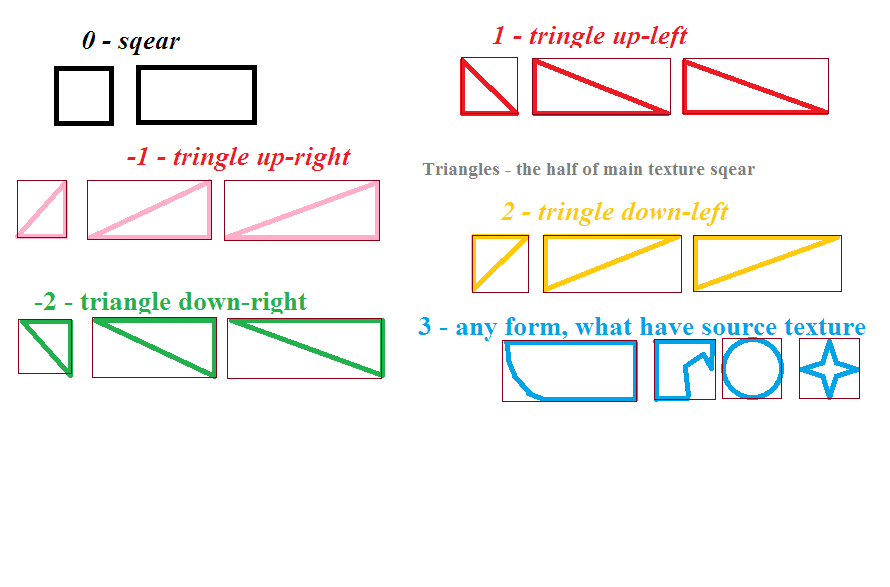 0 - sqear
1 - tringle up-left
-1 - tringle up-right
Triangles - the half of main texture sqear
2 - tringle down-left
-2 - triangle down-right
3 - any form, what have source texture